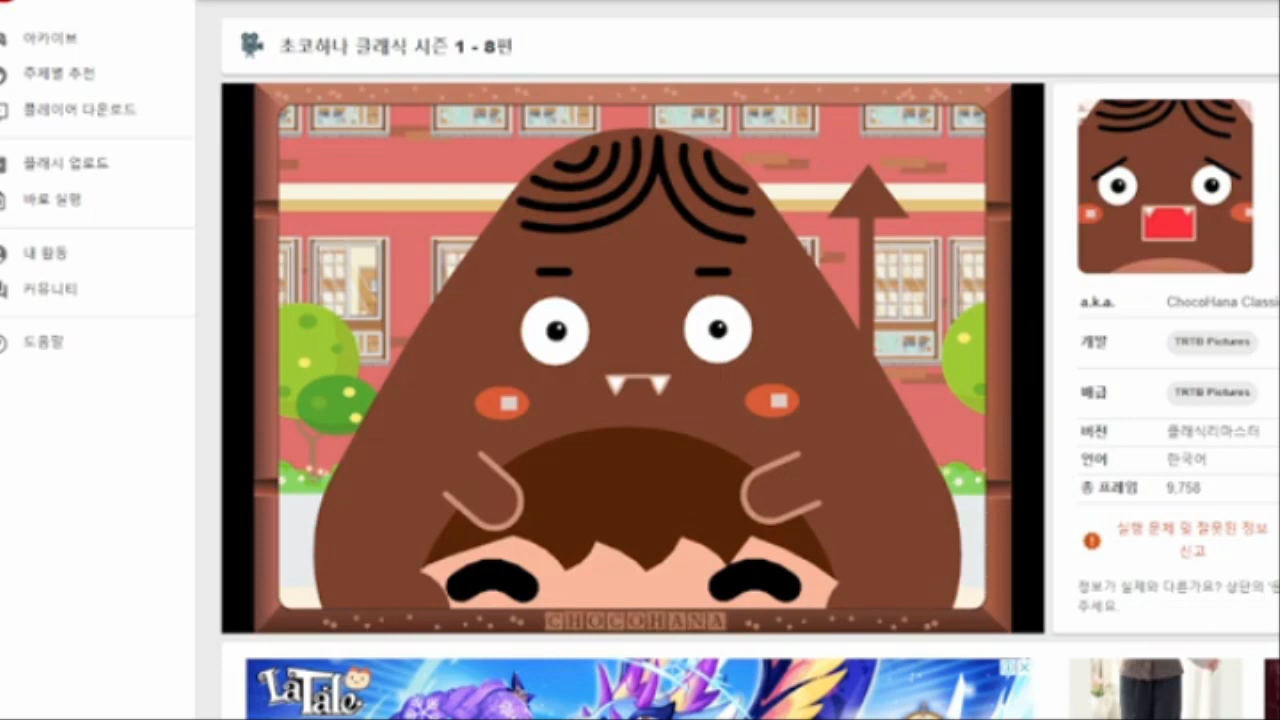 아카이브
주제별 추천
플레이어 다운로드
플래시 업로드
바로 실행
내 활동
커뮤니티
도움말
초코하나 클래식 시즌 1 - 8편
CHOCOHANA
a.k.a. ChocoHana Classi
개발 TRTB Pictures
배급 TRTB Pictures
버전 클래식리마스터
언어 한국어
총 프레임 9,758
실행 문제 및 잘못된 정보
신고
정보가 실제와 다른가요? 상단의
주세요.
LaTale